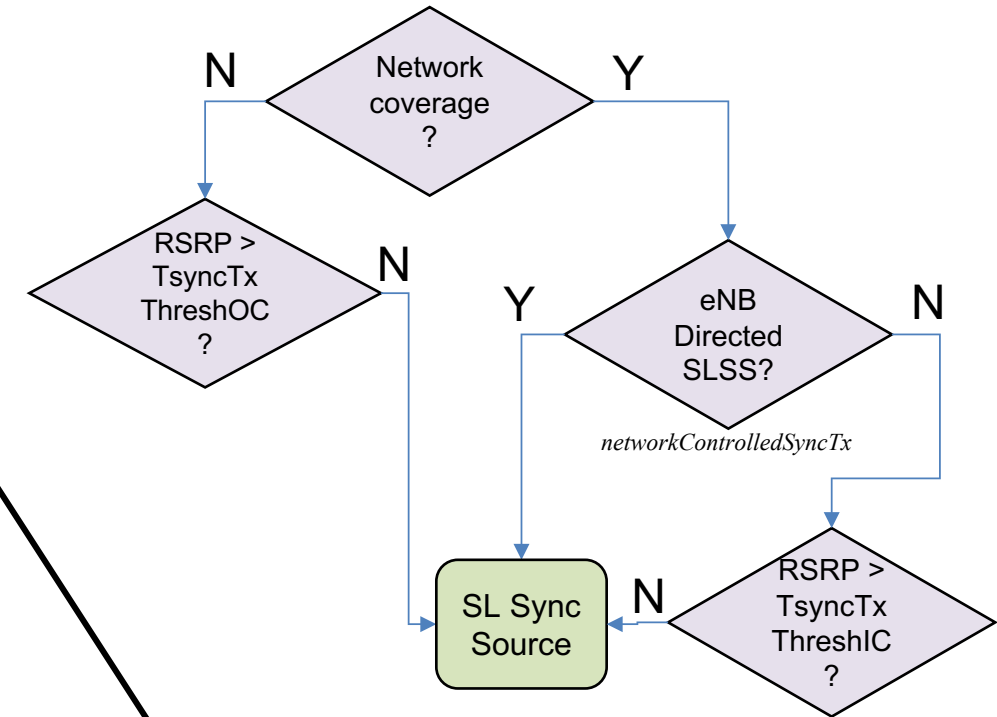 N
Network
coverage
?
Y
RSRP >
TsyncTx
ThreshOC
?
N
Y
eNB
Directed
SLSS?
N
networkControlledSyncTx
SL Sync
Source
N
RSRP >
TsyncTx
ThreshIC
?